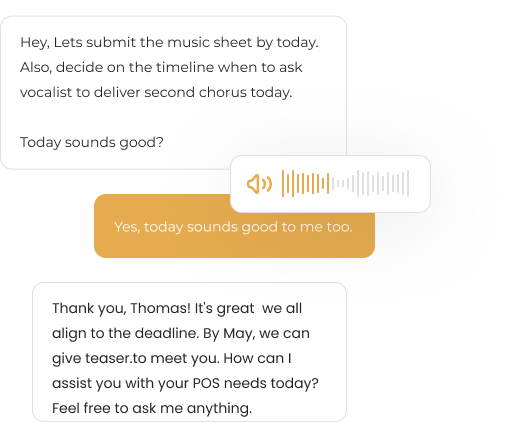 Hey, Lets submit the music sheet by today.
Also, decide on the timeline when to ask
vocalist to deliver second chorus today.
Today sounds good?
Yes, today sounds good to me too.
Thank you, Thomas! It's great  we all
align to the deadline. By May, we can
give teaser.to meet you. How can I
assist you with your POS needs today?
Feel free to ask me anything.